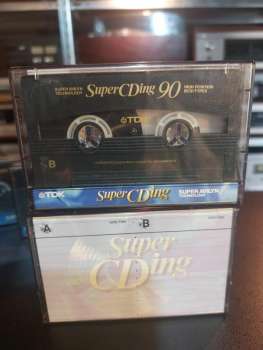 SUPER AVILYN TECHNOLOGY
Super CDing 90
HIGH POSITION
TDK
B
TDK Super CDing SUPER AVILYN TECHNOLOGY
A B
Super
CDing